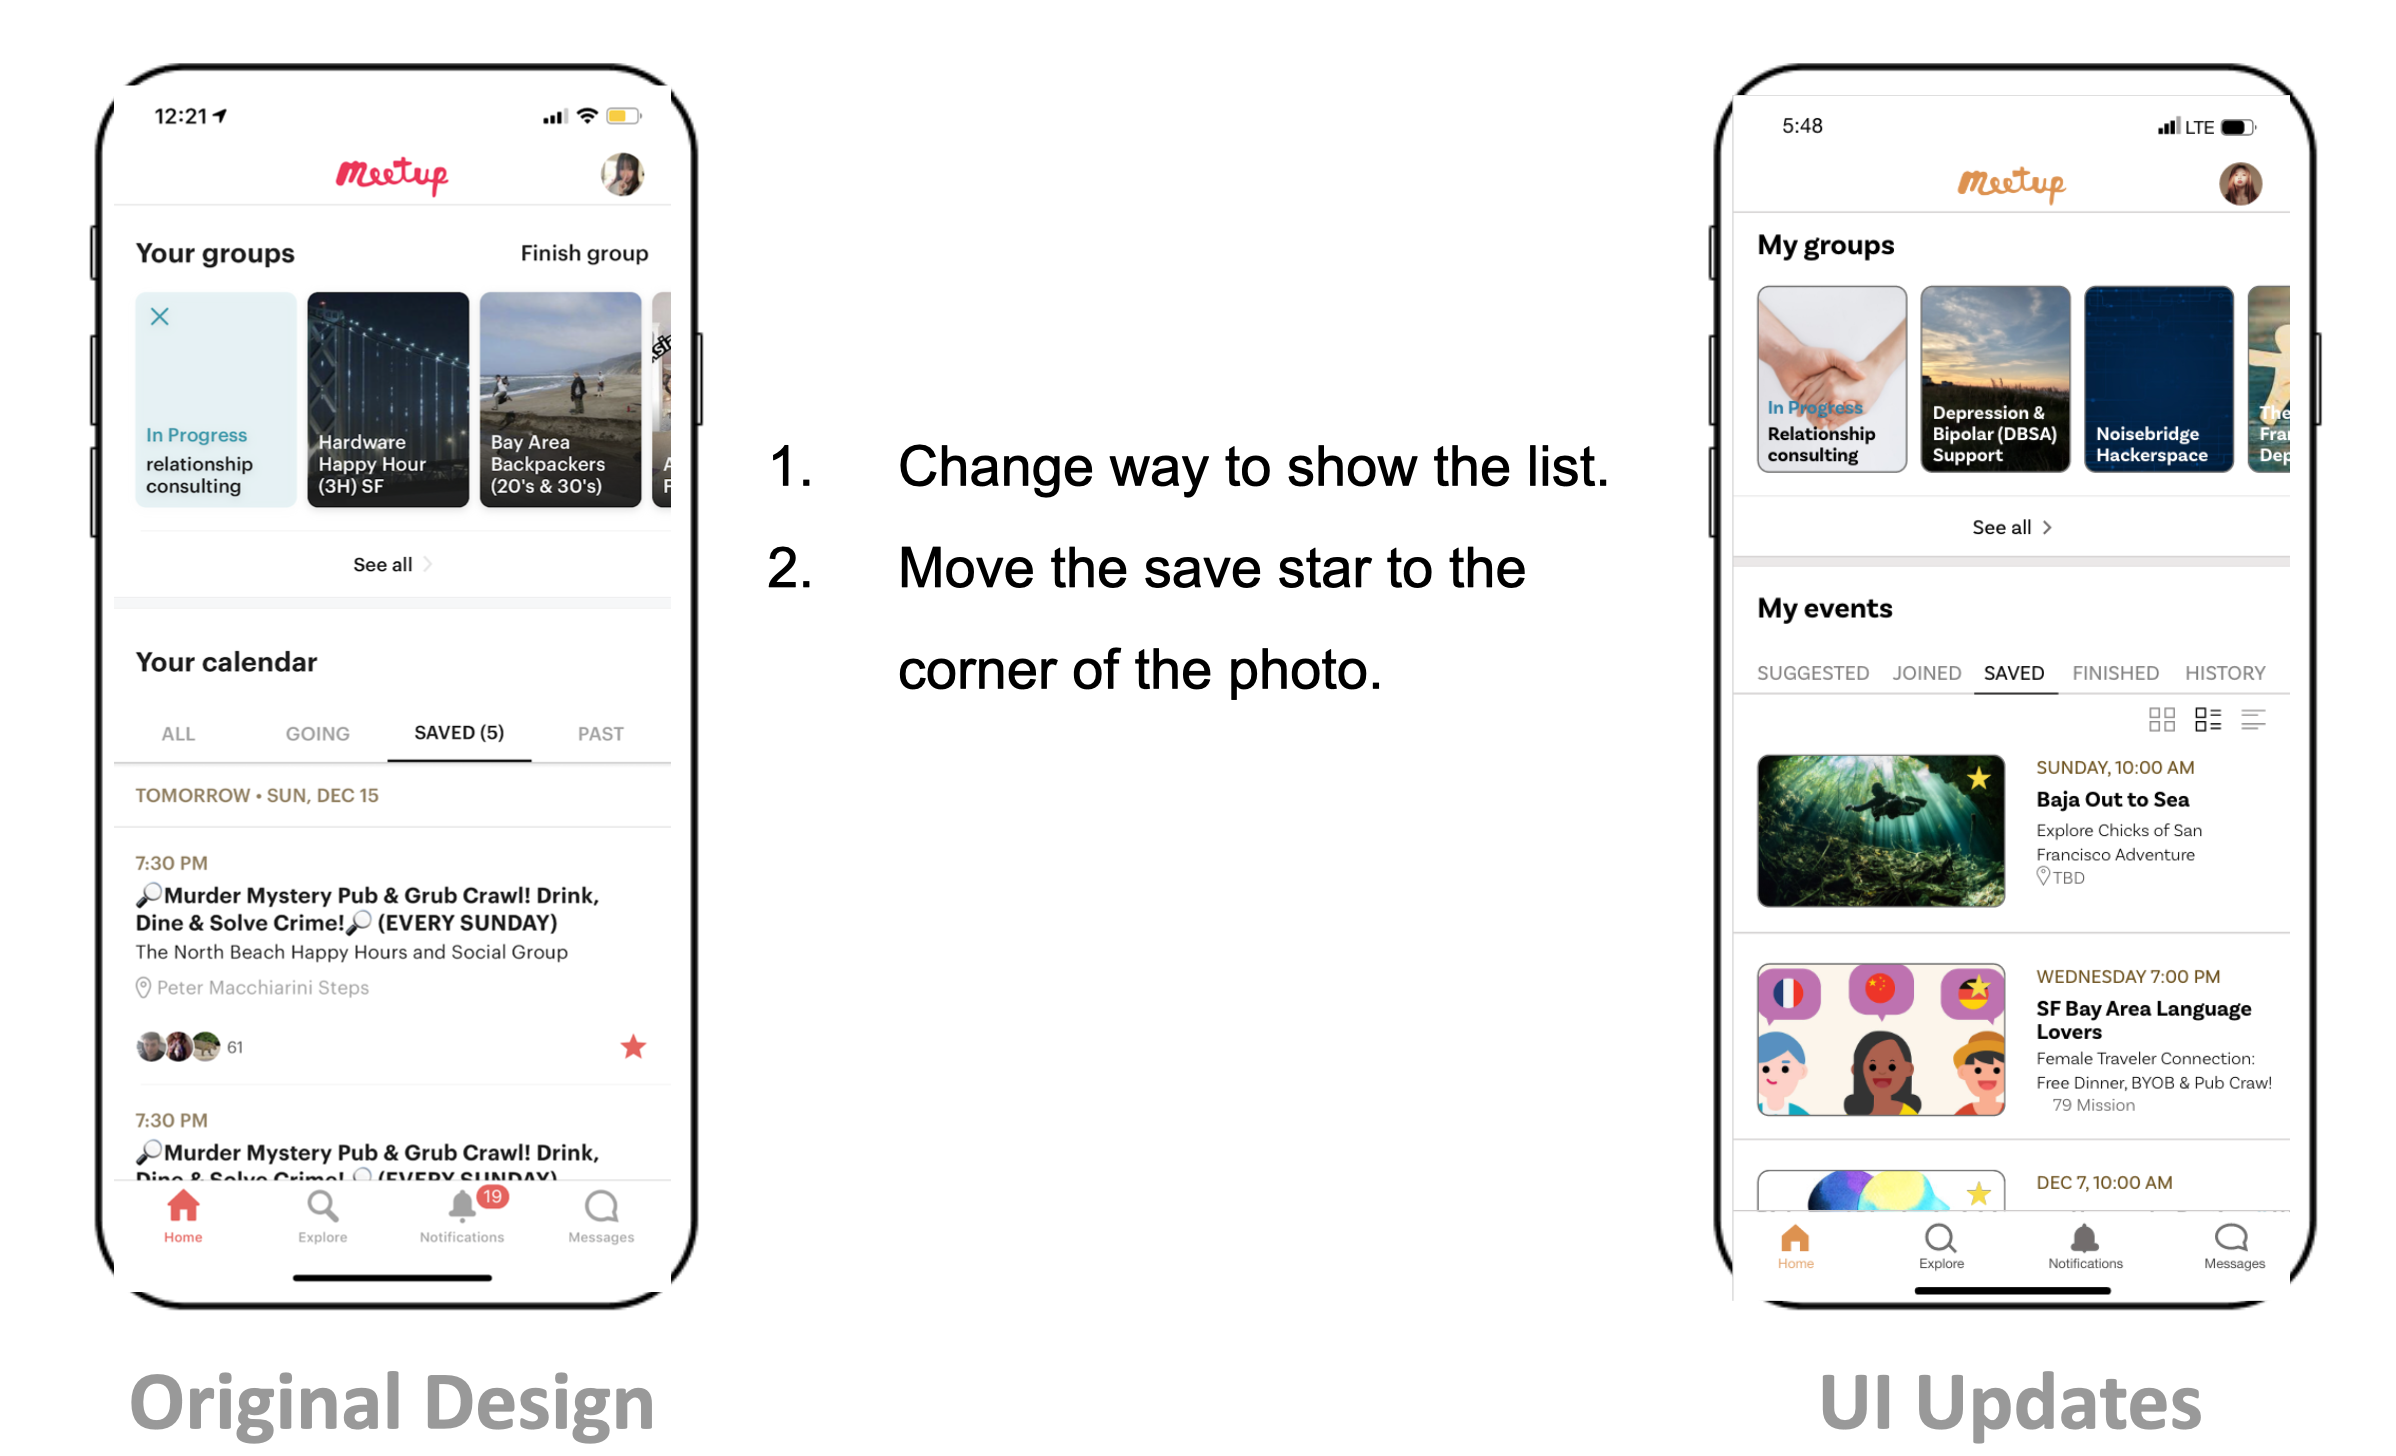 12:21
meetup
Your groups
Finish group
In Progress
relationship
consulting
Hardware
Happy Hour
(3H) SF
Bay Area
Backpackers
(20's & 30's)
See all
Your calendar
ALL GOING SAVED (5) PAST
TOMORROW • SUN, DEC 15
7:30 PM
🔎Murder Mystery Pub & Grub Crawl! Drink,
Dine & Solve Crime!🔎 (EVERY SUNDAY)
The North Beach Happy Hours and Social Group
Peter Macchiarini Steps
61
7:30 PM
🔎Murder Mystery Pub & Grub Crawl! Drink,
Dine & Solve Crime!🔎 (EVERY SUNDAY)
19
Home Explore Notifications Messages
Original Design
1. Change way to show the list.
2. Move the save star to the
corner of the photo.
5:48
LTE
meetup
My groups
In Progress
Relationship
consulting
Depression &
Bipolar (DBSA)
Support
Noisebridge
Hackerspace
The
Fra
Dep
See all
My events
SUGGESTED JOINED SAVED FINISHED HISTORY
SUNDAY, 10:00 AM
Baja Out to Sea
Explore Chicks of San
Francisco Adventure
TBD
WEDNESDAY 7:00 PM
SF Bay Area Language
Lovers
Female Traveler Connection:
Free Dinner, BYOB & Pub Craw!
79 Mission
DEC 7, 10:00 AM
Home Explore Notifications Messages
UI Updates